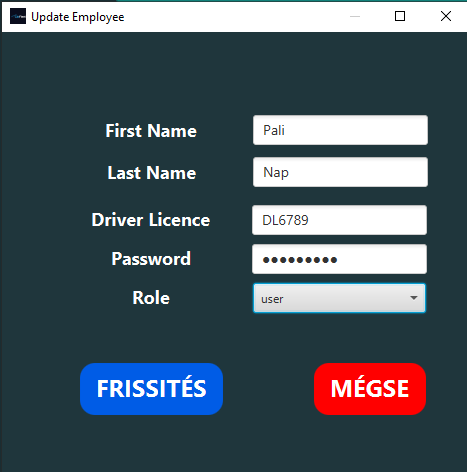 Update Employee
First Name Pali
Last Name Nap
Driver Licence DL6789
Password ●●●●●●●●●
Role user
FRISSITÉS MÉGSE